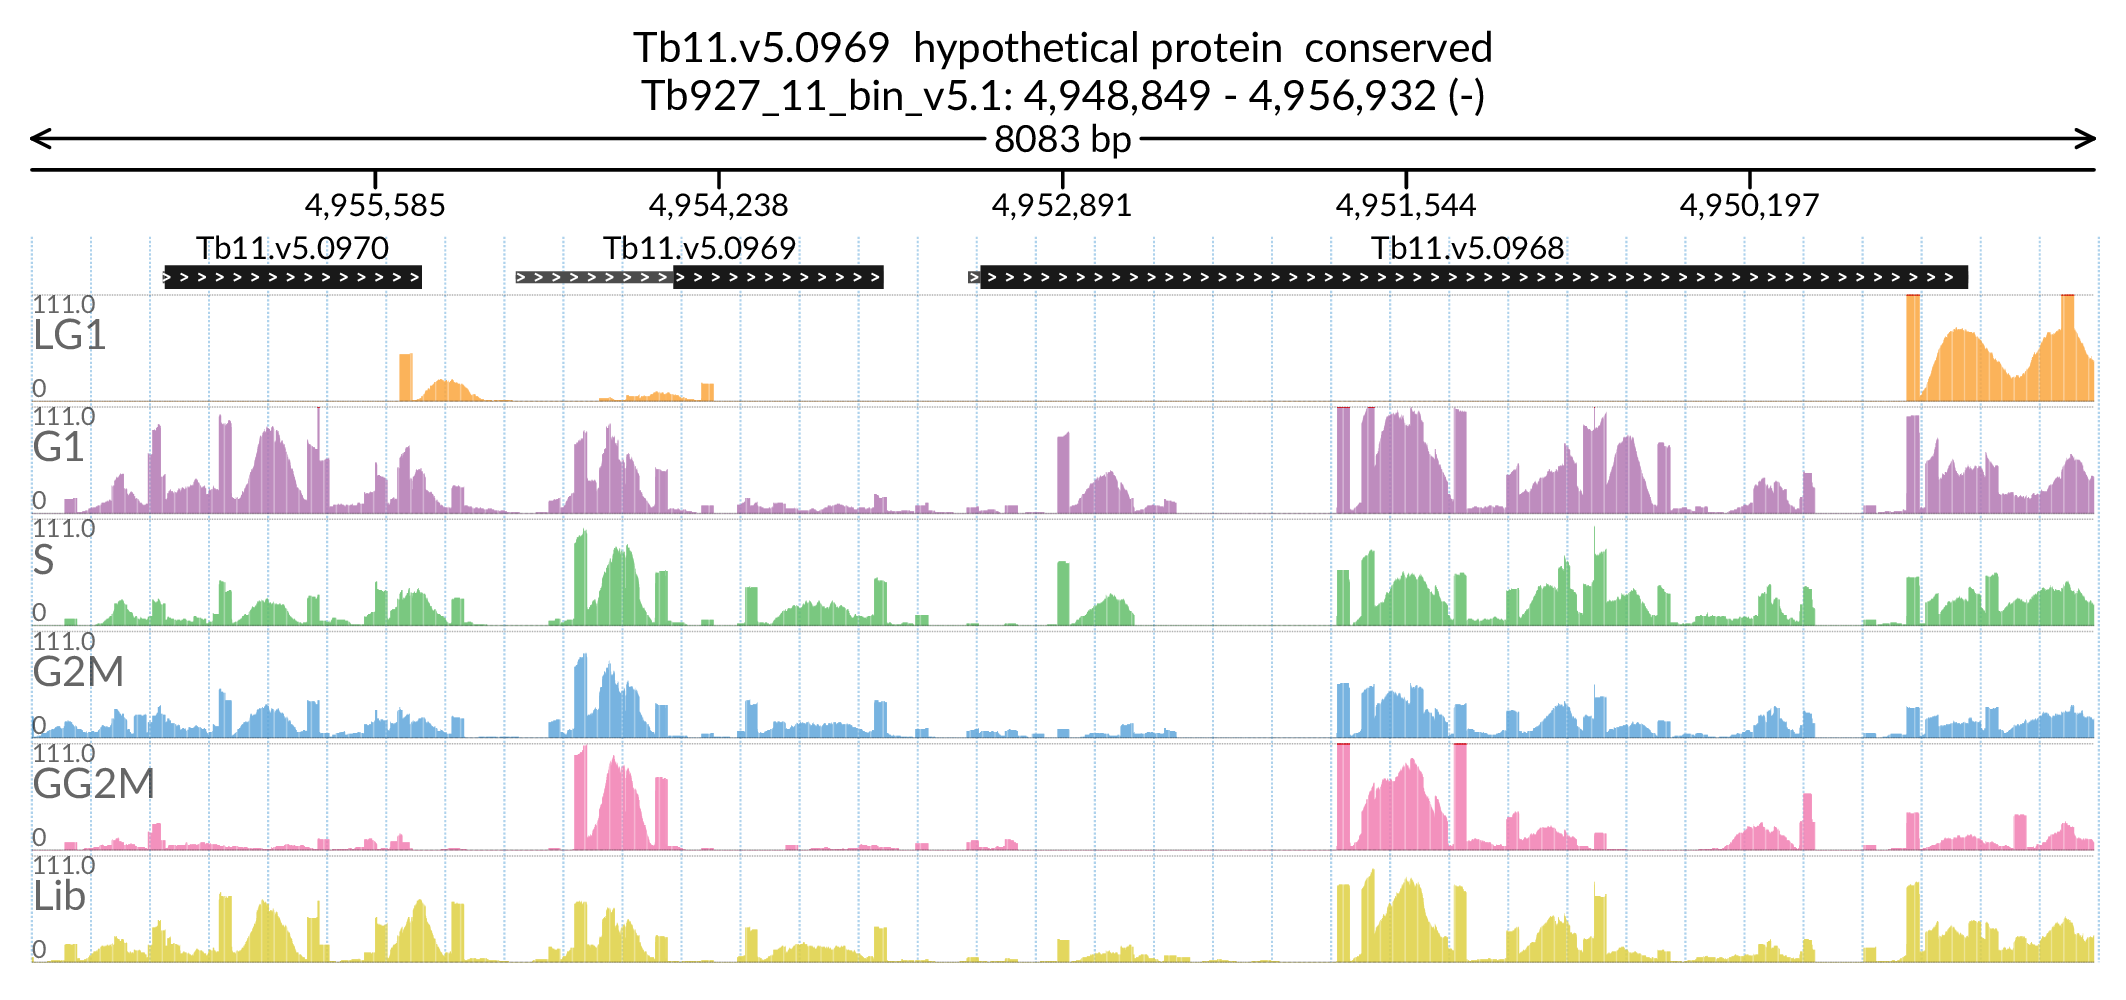 Tb11.v5.0969  hypothetical protein  conserved
Tb927_11_bin_v5.1: 4,948,849 - 4,956,932 (-)
8083 bp
4,955,585 4,954,238 4,952,891 4,951,544 4,950,197
Tb11.v5.0970 Tb11.v5.0969 Tb11.v5.0968
111.0
LG1
0
111.0
G1
0
111.0
S
0
111.0
G2M
0
111.0
GG2M
0
111.0
Lib
0